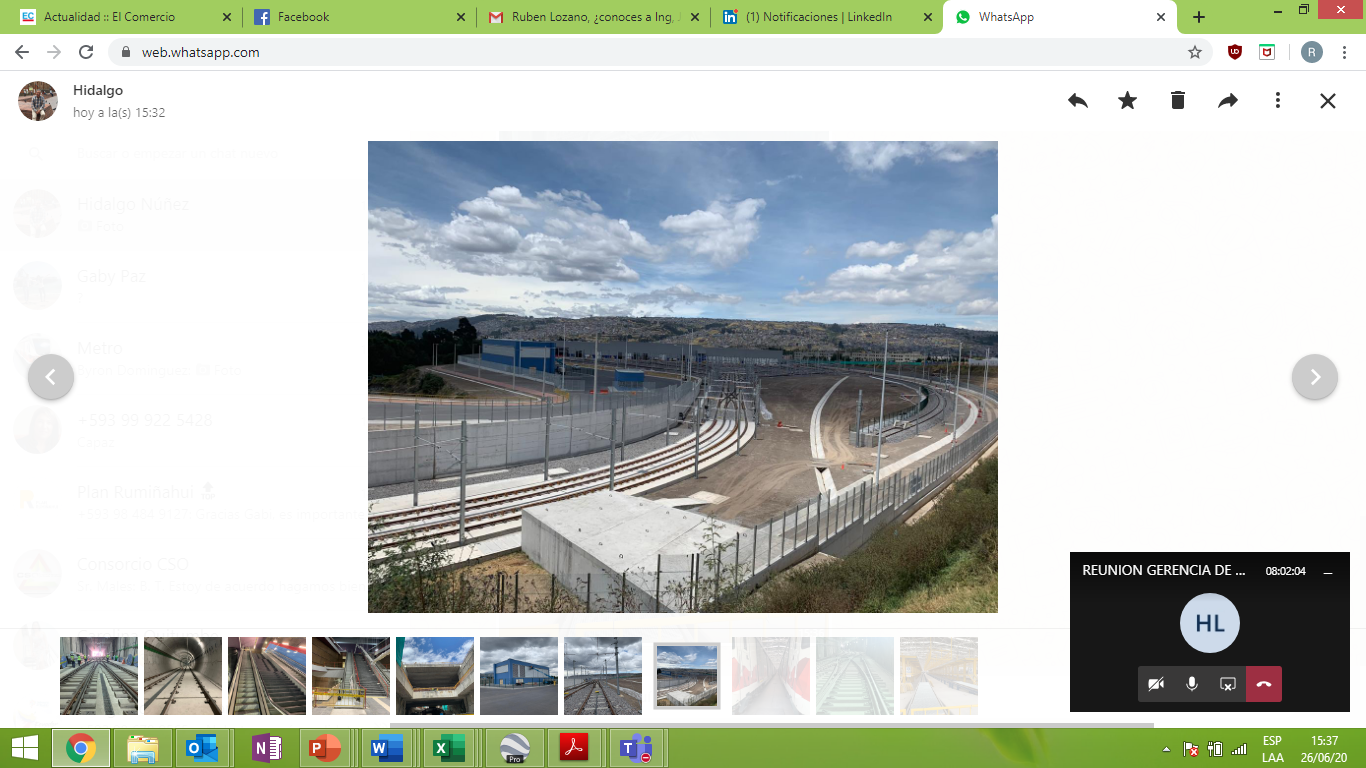 Actualidad :: El Comercio
Facebook
Ruben Lozano, ¿conoces a Ing,
(1) Notificaciones | LinkedIn
WhatsApp
web.whatsapp.com
R
Hidalgo
hoy a la(s) 15:32
Hidalgo Núñez
Foto
Gaby Paz
Metro
+593 99 922 5428
Plan Rumiñahui
Consorcio CSO
REUNION GERENCIA DE ...
08:02:04
HL
Pro
ESP
LAA
15:37
26/06/20